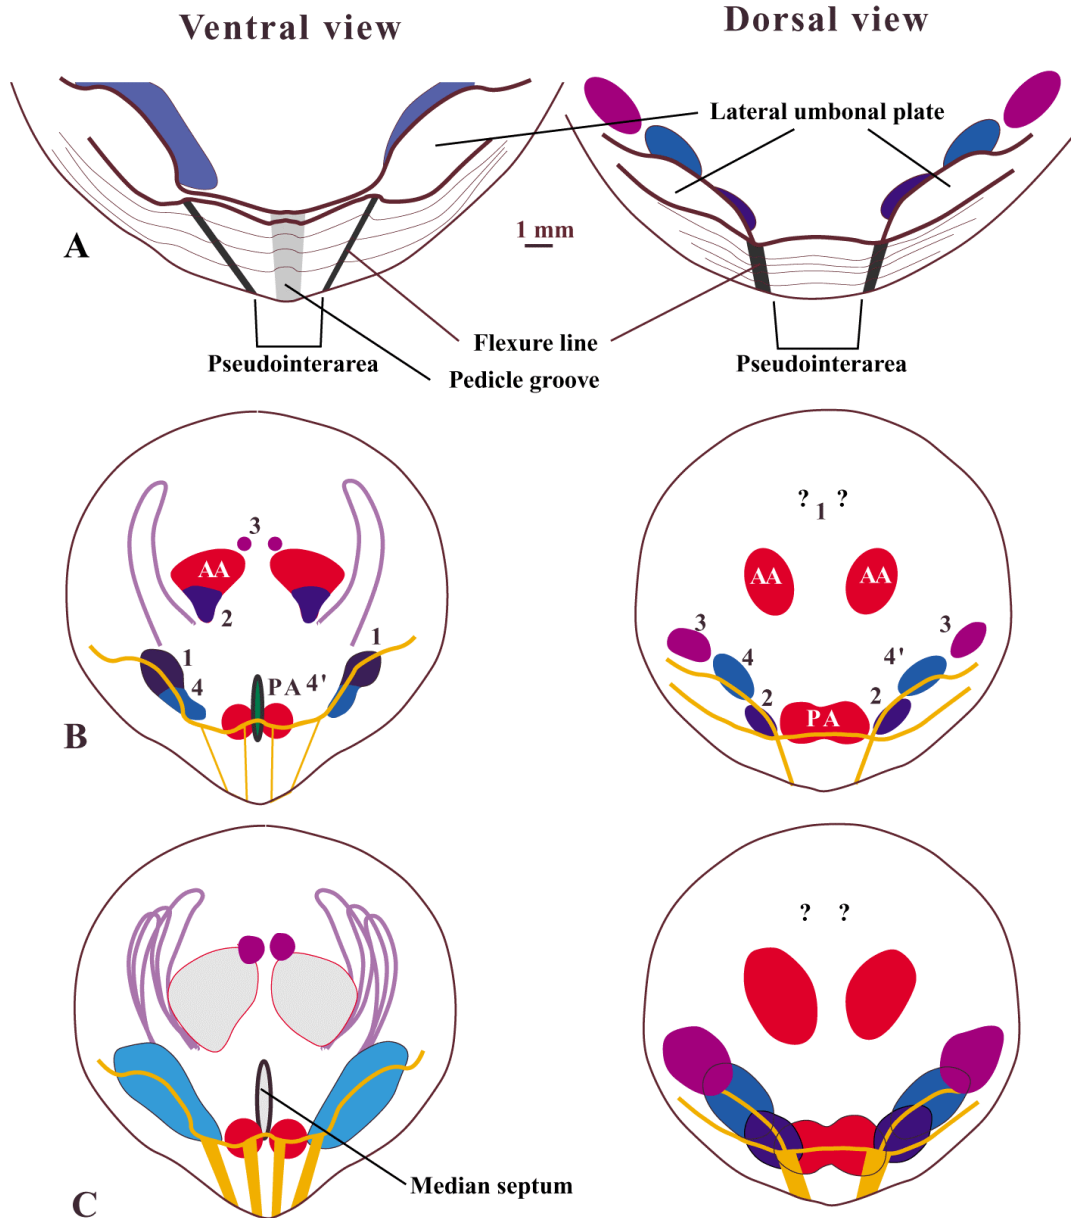 Ventral view
Dorsal view
Lateral umbonal plate
A
1 mm
Flexure line
Pseudointerarea
Pseudointerarea
Pedicle groove
? ?
1
3
AA
AA
AA
2
3
3
1
1
4
4'
4
PA
4'
2
2
PA
B
? ?
Median septum
C